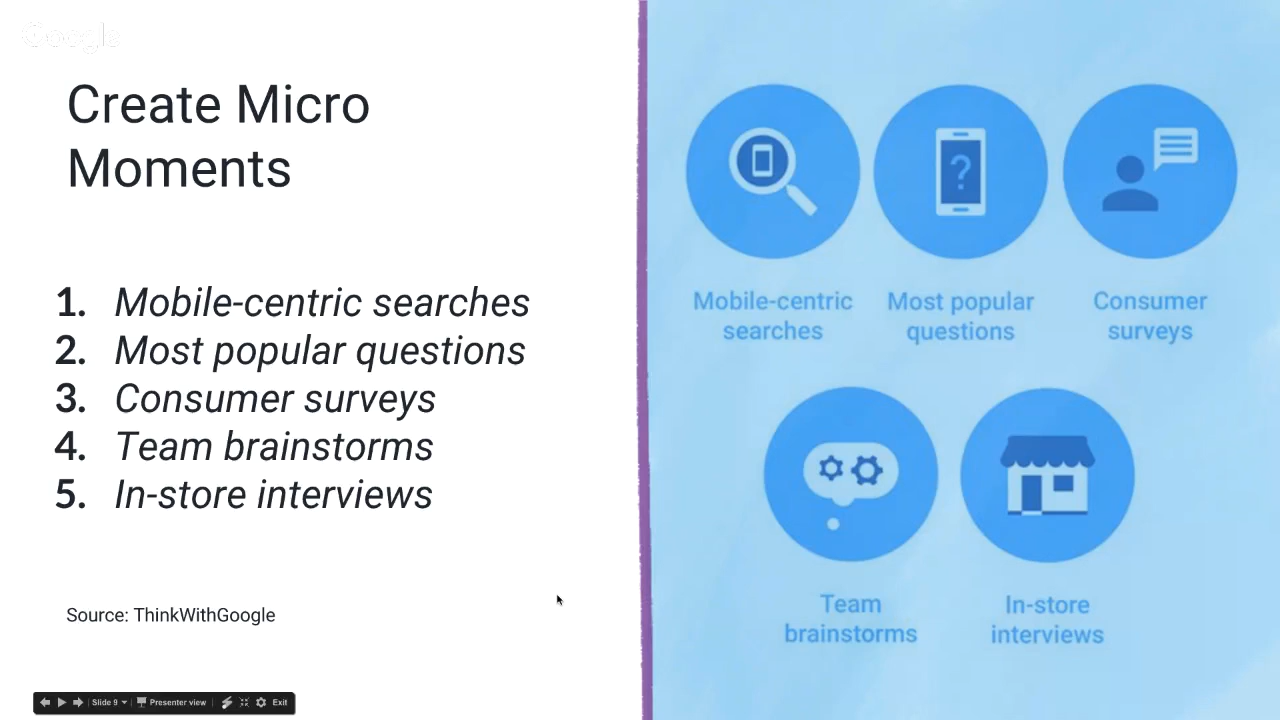 Google
Create Micro
Moments
1. Mobile-centric searches
2. Most popular questions
3. Consumer surveys
4. Team brainstorms
5. In-store interviews
Source: ThinkWithGoogle
?
Mobile-centric
searches
Most popular
questions
Consumer
surveys
Team
brainstorms
In-store
interviews
Slide 9
Presenter view
Exit